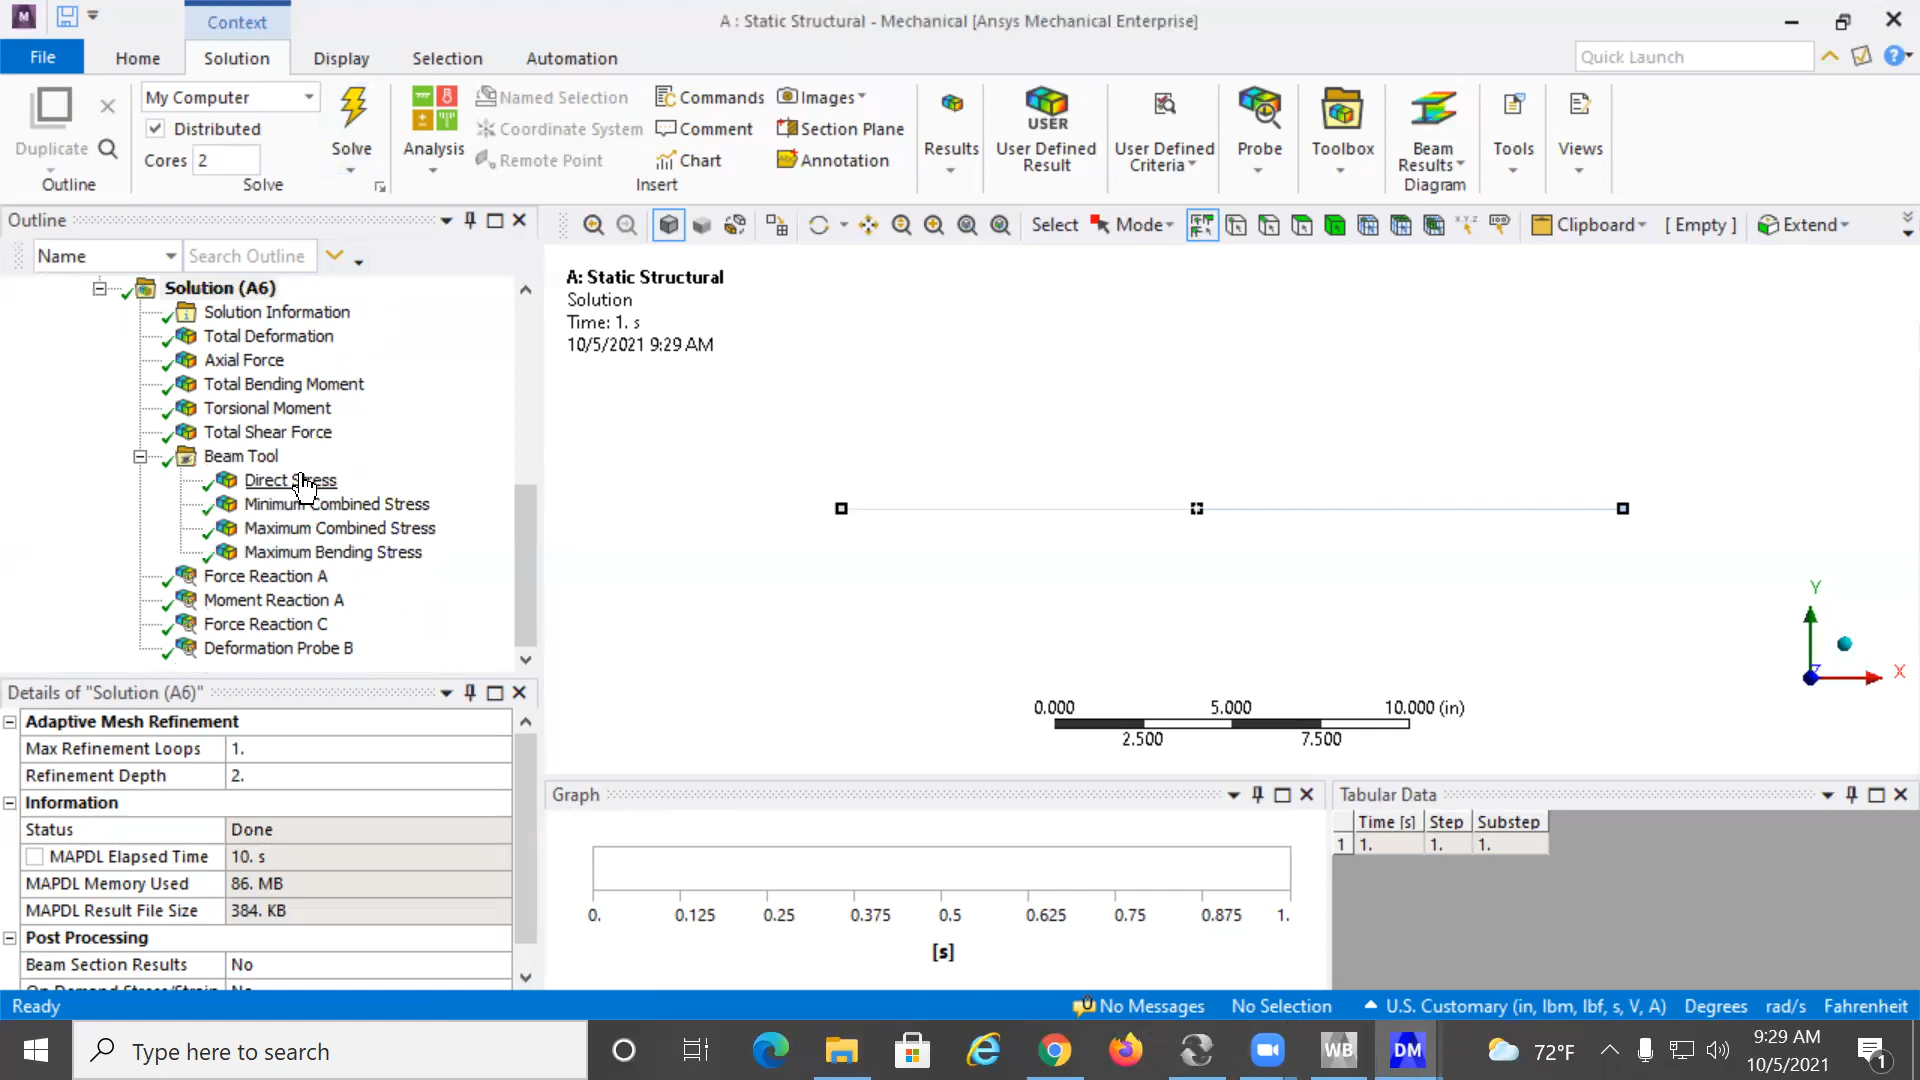 M
Context
A : Static Structural - Mechanical [Ansys Mechanical Enterprise]
File
Home
Solution
Display
Selection
Automation
Quick Launch
Duplicate
Outline
My Computer
Distributed
Cores 2
Solve
Solve
Analysis
Named Selection
Coordinate System
Remote Point
Commands
Comment
Chart
Images
Section Plane
Annotation
Insert
Results
USER
User Defined
Result
User Defined
Criteria
Probe
Toolbox
Beam
Results
Diagram
Tools
Views
Outline
Name
Search Outline
Select
Mode
Clipboard
[ Empty ]
Extend
Solution (A6)
Solution Information
Total Deformation
Axial Force
Total Bending Moment
Torsional Moment
Total Shear Force
Beam Tool
Direct Stress
Minimum Combined Stress
Maximum Combined Stress
Maximum Bending Stress
Force Reaction A
Moment Reaction A
Force Reaction C
Deformation Probe B
A: Static Structural
Solution
Time: 1. s
10/5/2021 9:29 AM
Y
Z
X
0.000 5.000 10.000 (in)
2.500 7.500
Details of "Solution (A6)"
Adaptive Mesh Refinement
Max Refinement Loops 1.
Refinement Depth 2.
Information
Status Done
MAPDL Elapsed Time 10. s
MAPDL Memory Used 86. MB
MAPDL Result File Size 384. KB
Post Processing
Beam Section Results No
Graph
0. 0.125 0.25 0.375 0.5 0.625 0.75 0.875 1.
[s]
Tabular Data
Time [s] Step Substep
1 1. 1. 1.
Ready
No Messages
No Selection
U.S. Customary (in, lbm, lbf, s, V, A)
Degrees
rad/s
Fahrenheit
Type here to search
WB
DM
72°F
9:29 AM
10/5/2021
1